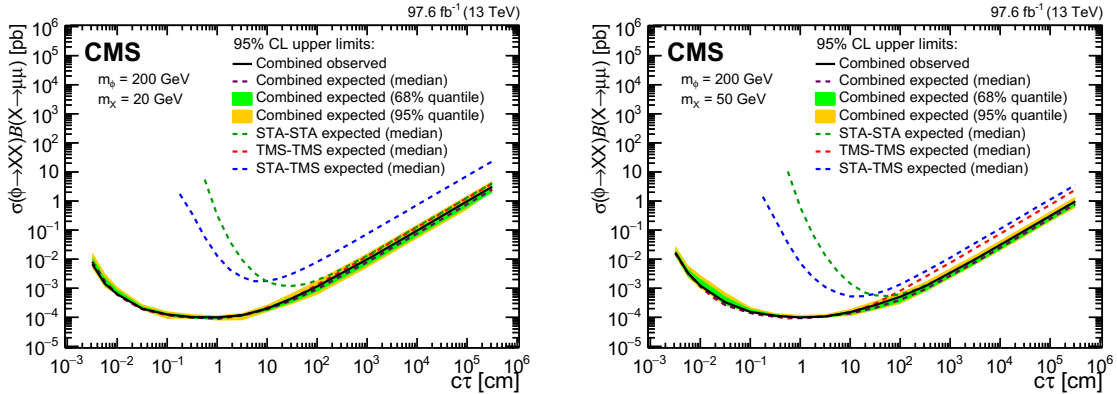 97.6 fb⁻¹ (13 TeV)
CMS
95% CL upper limits:
Combined observed
Combined expected (median)
Combined expected (68% quantile)
Combined expected (95% quantile)
STA-STA expected (median)
TMS-TMS expected (median)
STA-TMS expected (median)
m_ϕ = 200 GeV
m_X = 20 GeV
σ(ϕ→XX)B(X→μμ) [pb]
10⁶
10⁵
10⁴
10³
10²
10
1
10⁻¹
10⁻²
10⁻³
10⁻⁴
10⁻⁵
10⁻³ 10⁻² 10⁻¹ 1 10 10² 10³ 10⁴ 10⁵ 10⁶
cτ [cm]
97.6 fb⁻¹ (13 TeV)
CMS
95% CL upper limits:
Combined observed
Combined expected (median)
Combined expected (68% quantile)
Combined expected (95% quantile)
STA-STA expected (median)
TMS-TMS expected (median)
STA-TMS expected (median)
m_ϕ = 200 GeV
m_X = 50 GeV
σ(ϕ→XX)B(X→μμ) [pb]
10⁶
10⁵
10⁴
10³
10²
10
1
10⁻¹
10⁻²
10⁻³
10⁻⁴
10⁻⁵
10⁻³ 10⁻² 10⁻¹ 1 10 10² 10³ 10⁴ 10⁵ 10⁶
cτ [cm]